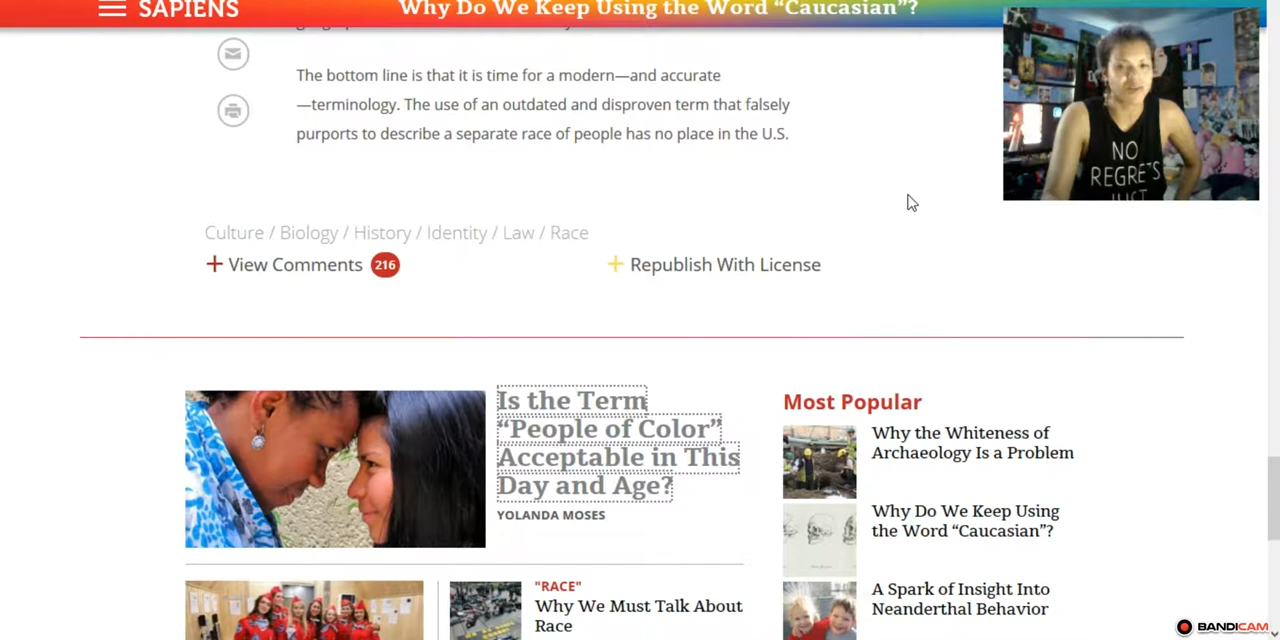 SAPIENS
Why Do We Keep Using the Word “Caucasian”?
The bottom line is that it is time for a modern—and accurate
—terminology. The use of an outdated and disproven term that falsely
purports to describe a separate race of people has no place in the U.S.
NO
REGRETS
JUST
Culture / Biology / History / Identity / Law / Race
+ View Comments 216
+ Republish With License
Is the Term
“People of Color”
Acceptable in This
Day and Age?
YOLANDA MOSES
Most Popular
Why the Whiteness of
Archaeology Is a Problem
Why Do We Keep Using
the Word “Caucasian”?
A Spark of Insight Into
Neanderthal Behavior
"RACE"
Why We Must Talk About
Race
BANDICAM